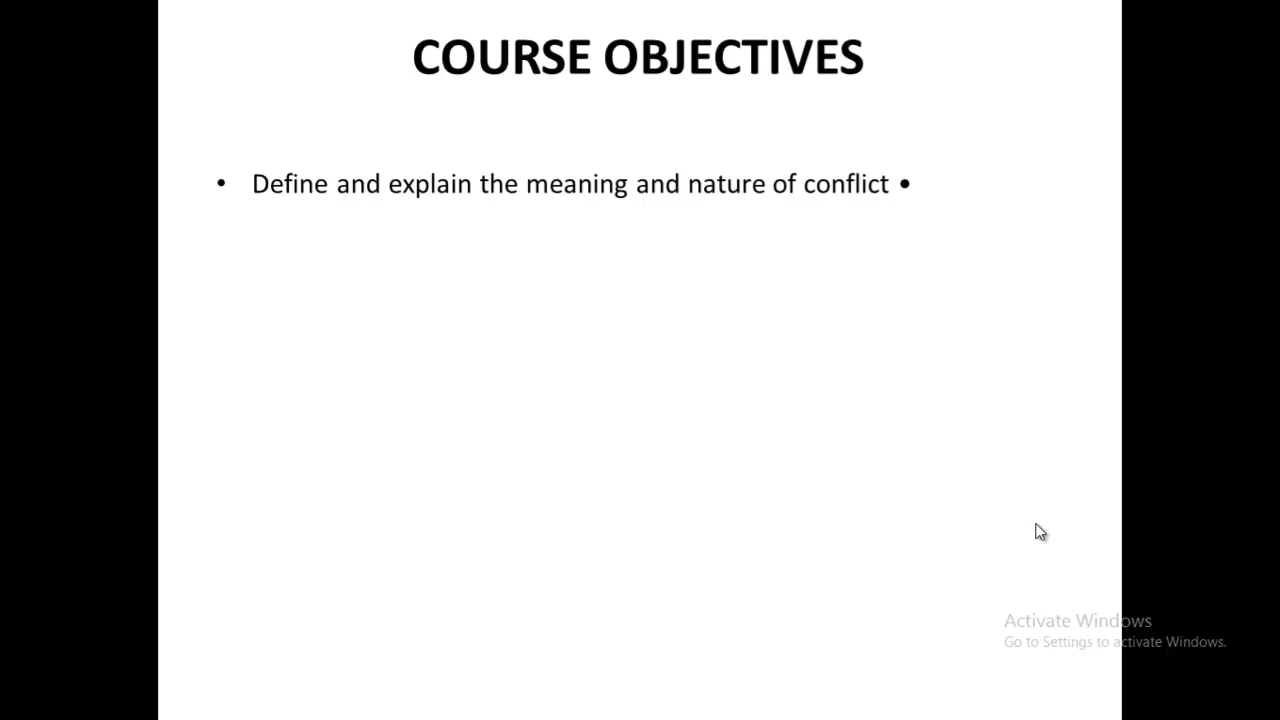 COURSE OBJECTIVES
• Define and explain the meaning and nature of conflict •
Activate Windows
Go to Settings to activate Windows.